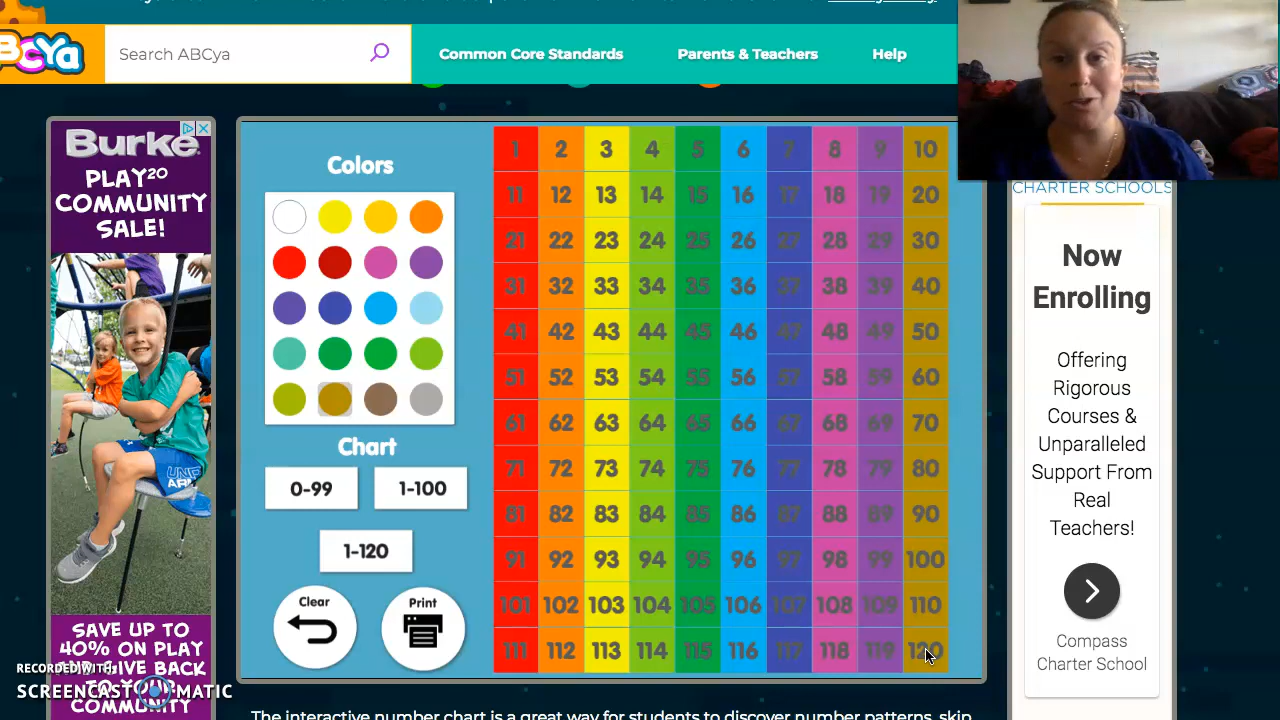 BCYa
Search ABCya
Common Core Standards
Parents & Teachers
Help
Burke
PLAY20
COMMUNITY
SALE!
SAVE UP TO
40% ON PLAY
COMMUNITY
RECORDED WITH
SCREENCAST MATIC
Colors
Chart
0-99
1-100
1-120
Clear
Print
1 2 3 4 5 6 7 8 9 10
11 12 13 14 15 16 17 18 19 20
21 22 23 24 25 26 27 28 29 30
31 32 33 34 35 36 37 38 39 40
41 42 43 44 45 46 47 48 49 50
51 52 53 54 55 56 57 58 59 60
61 62 63 64 65 66 67 68 69 70
71 72 73 74 75 76 77 78 79 80
81 82 83 84 85 86 87 88 89 90
91 92 93 94 95 96 97 98 99 100
101 102 103 104 105 106 107 108 109 110
111 112 113 114 115 116 117 118 119 120
The interactive number chart is a great way for students to discover number patterns, skip
CHARTER SCHOOLS
Now
Enrolling
Offering
Rigorous
Courses &
Unparalleled
Support From
Real
Teachers!
Compass
Charter School